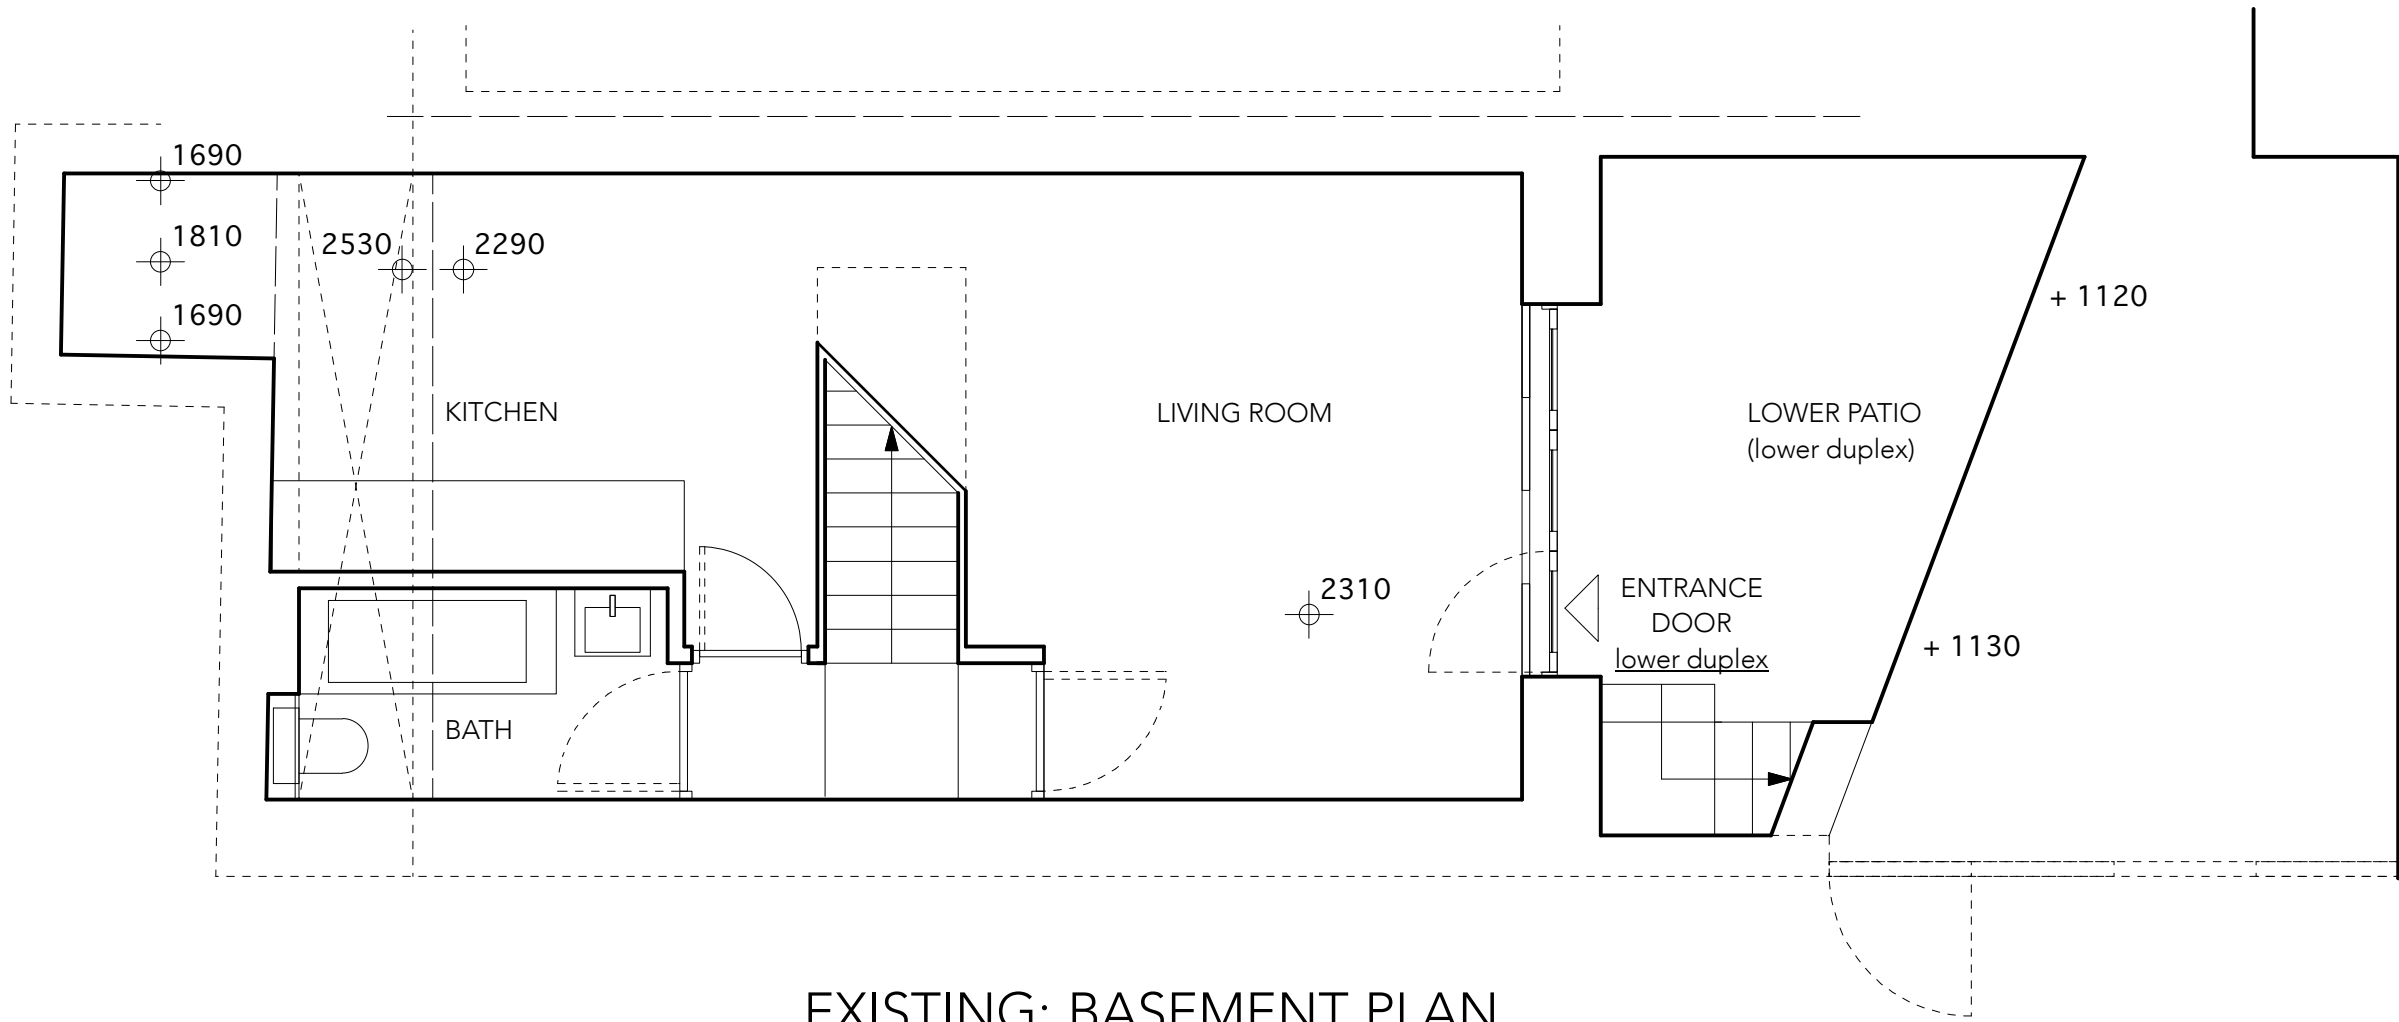 1690
1810
2530
2290
1690
+ 1120
KITCHEN
LIVING ROOM
LOWER PATIO
(lower duplex)
2310
ENTRANCE
DOOR
lower duplex
+ 1130
BATH
EXISTING: BASEMENT PLAN